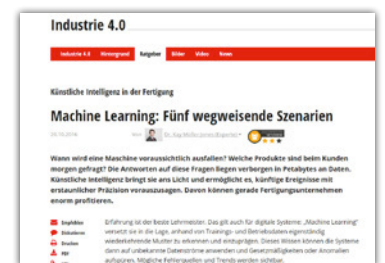 Industrie 4.0
Industrie 4.0 Hintergrund Ratgeber Bilder Video News
Künstliche Intelligenz in der Fertigung
Machine Learning: Fünf wegweisende Szenarien
Von Dr. Kay Müller
Wann wird eine Maschine voraussichtlich ausfallen? Welche Produkte sind beim Kunden
morgen gefragt? Die Antworten auf diese Fragen liegen verborgen in Petabytes an Daten.
Künstliche Intelligenz bringt sie ans Licht und ermöglicht es, künftige Ereignisse mit
erstaunlicher Präzision vorauszusagen. Davon können gerade Fertigungsunternehmen
enorm profitieren.
Empfehlen
Diskutieren
Drucken
PDF
Erfahrung ist der beste Lehrmeister. Das gilt auch für digitale Systeme: „Machine Learning"
versetzt sie in die Lage, anhand von Trainings- und Betriebsdaten eigenständig
wiederkehrende Muster zu erkennen und einzuprägen. Dieses Wissen können die Systeme
dann auf unbekannte Datenströme anwenden und Gesetzmäßigkeiten oder Anomalien
aufspüren. Mögliche Fehlerquellen und Trends werden sichtbar.